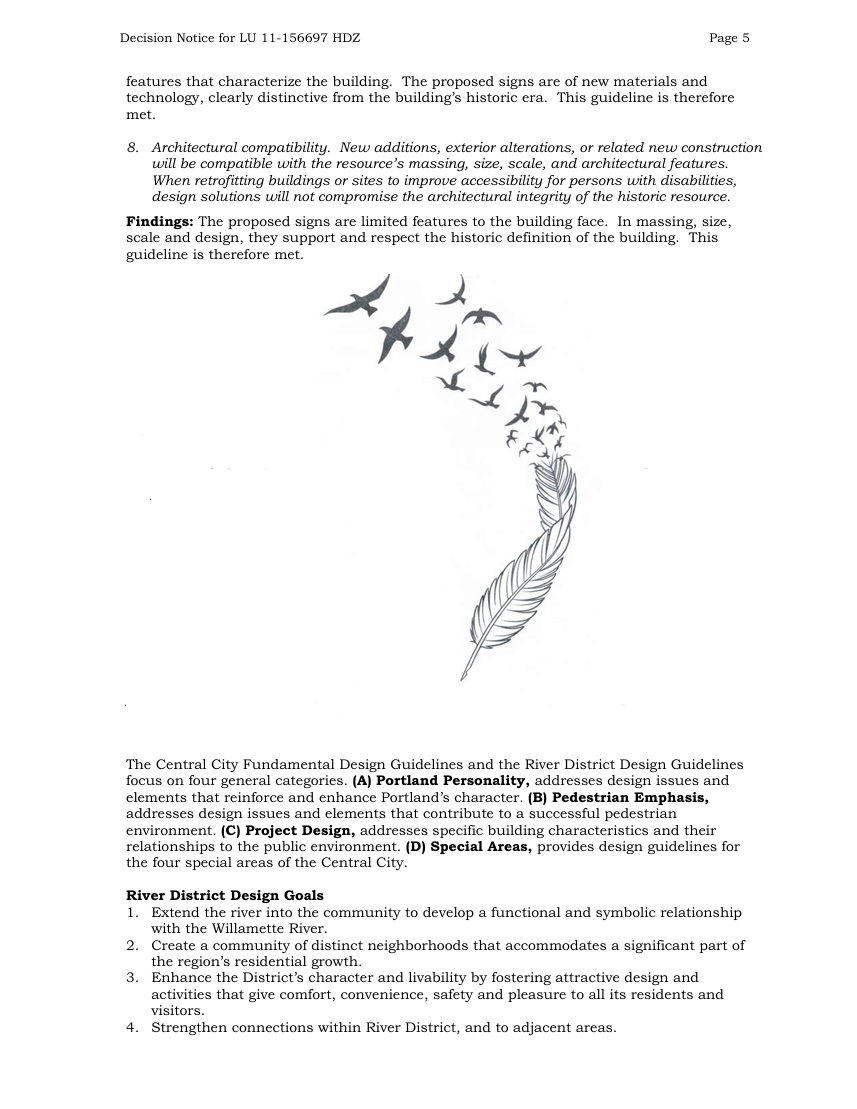 Decision Notice for LU 11-156697 HDZ Page 5
features that characterize the building.  The proposed signs are of new materials and
technology, clearly distinctive from the building's historic era.  This guideline is therefore
met.
8. Architectural compatibility.  New additions, exterior alterations, or related new construction
will be compatible with the resource's massing, size, scale, and architectural features.
When retrofitting buildings or sites to improve accessibility for persons with disabilities,
design solutions will not compromise the architectural integrity of the historic resource.
Findings: The proposed signs are limited features to the building face.  In massing, size,
scale and design, they support and respect the historic definition of the building.  This
guideline is therefore met.
The Central City Fundamental Design Guidelines and the River District Design Guidelines
focus on four general categories. (A) Portland Personality, addresses design issues and
elements that reinforce and enhance Portland's character. (B) Pedestrian Emphasis,
addresses design issues and elements that contribute to a successful pedestrian
environment. (C) Project Design, addresses specific building characteristics and their
relationships to the public environment. (D) Special Areas, provides design guidelines for
the four special areas of the Central City.
River District Design Goals
1. Extend the river into the community to develop a functional and symbolic relationship
with the Willamette River.
2. Create a community of distinct neighborhoods that accommodates a significant part of
the region's residential growth.
3. Enhance the District's character and livability by fostering attractive design and
activities that give comfort, convenience, safety and pleasure to all its residents and
visitors.
4. Strengthen connections within River District, and to adjacent areas.